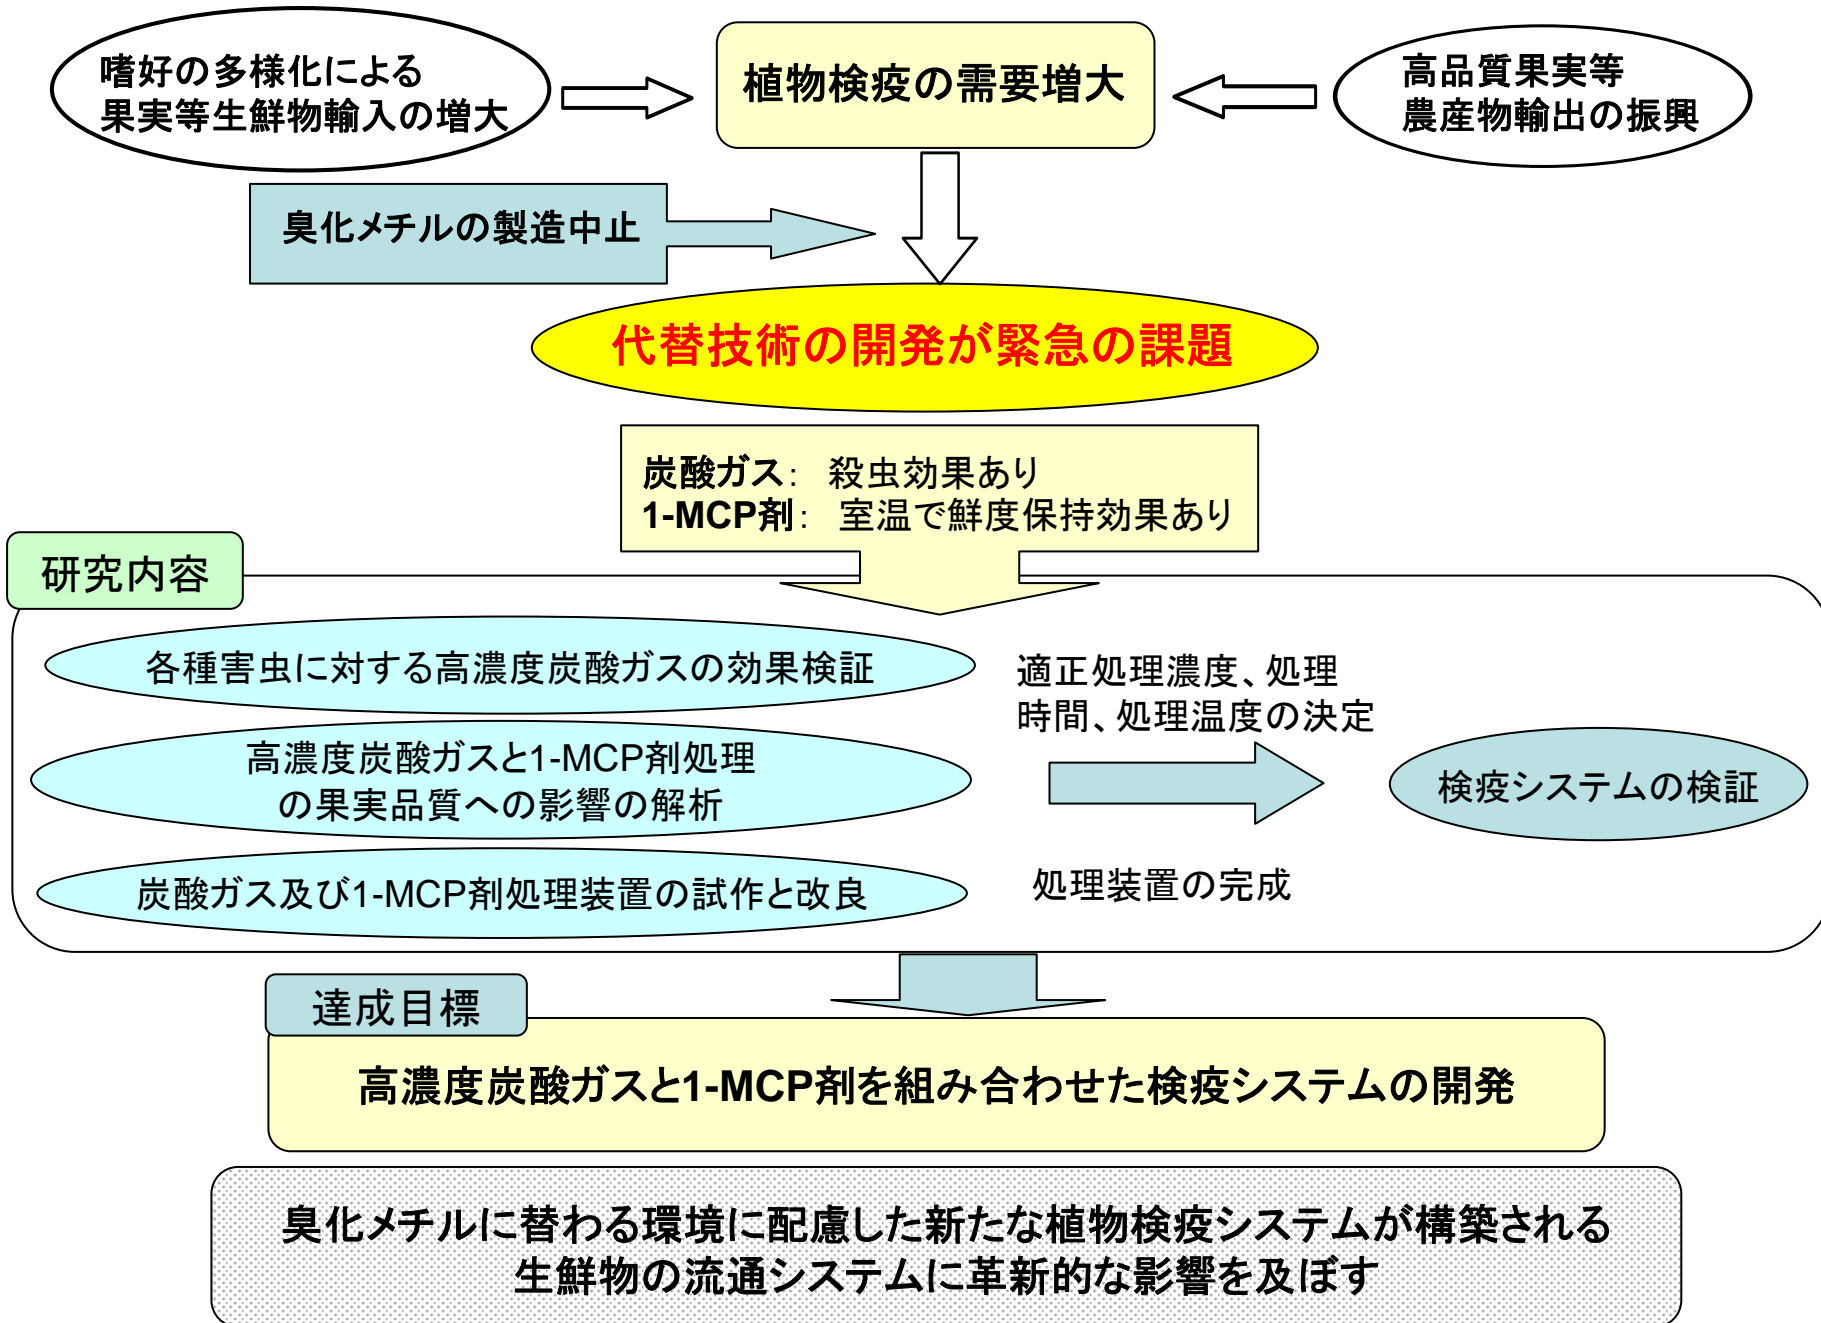 嗜好の多様化による
果実等生鮮物輸入の増大
植物検疫の需要増大
高品質果実等
農産物輸出の振興
臭化メチルの製造中止
代替技術の開発が緊急の課題
炭酸ガス： 殺虫効果あり
1-MCP剤： 室温で鮮度保持効果あり
研究内容
各種害虫に対する高濃度炭酸ガスの効果検証
高濃度炭酸ガスと1-MCP剤処理
の果実品質への影響の解析
炭酸ガス及び1-MCP剤処理装置の試作と改良
適正処理濃度、処理
時間、処理温度の決定
処理装置の完成
検疫システムの検証
達成目標
高濃度炭酸ガスと1-MCP剤を組み合わせた検疫システムの開発
臭化メチルに替わる環境に配慮した新たな植物検疫システムが構築される
生鮮物の流通システムに革新的な影響を及ぼす